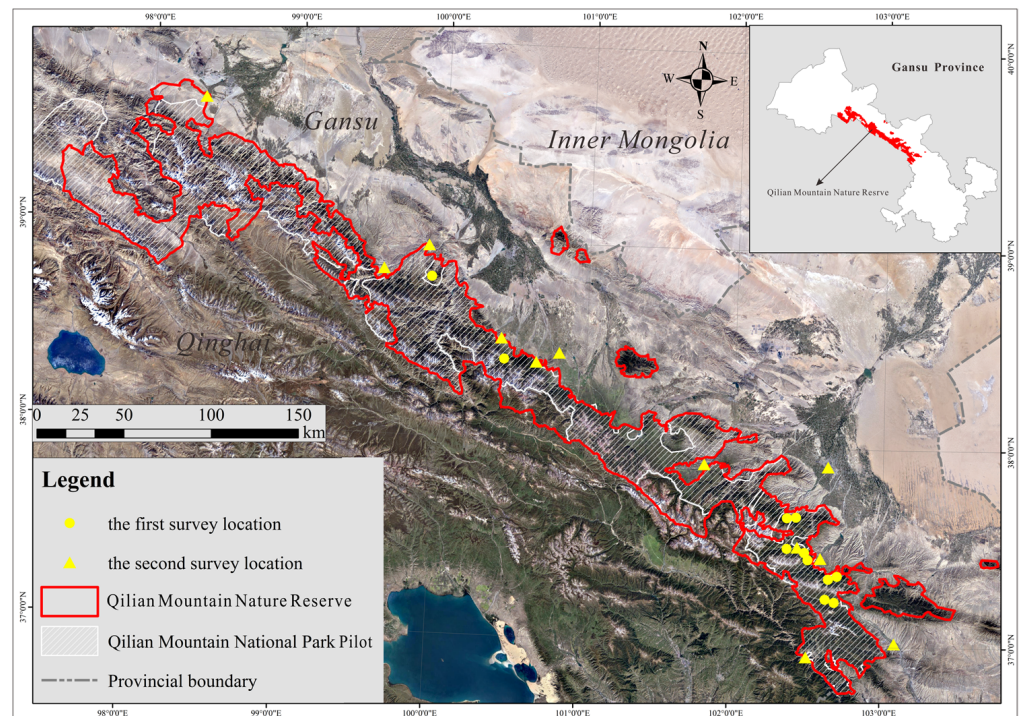 98°0'0"E 99°0'0"E 100°0'0"E 101°0'0"E 102°0'0"E 103°0'0"E
40°0'0"N
N
W E
S
Gansu Province
Qilian Mountain Nature Resrve
Gansu
Inner Mongolia
39°0'0"N
39°0'0"N
Qinghai
38°0'0"N
0 25 50 100 150
km
38°0'0"N
Legend
the first survey location
the second survey location
Qilian Mountain Nature Reserve
Qilian Mountain National Park Pilot
Provincial boundary
37°0'0"N
37°0'0"N
98°0'0"E 99°0'0"E 100°0'0"E 101°0'0"E 102°0'0"E 103°0'0"E